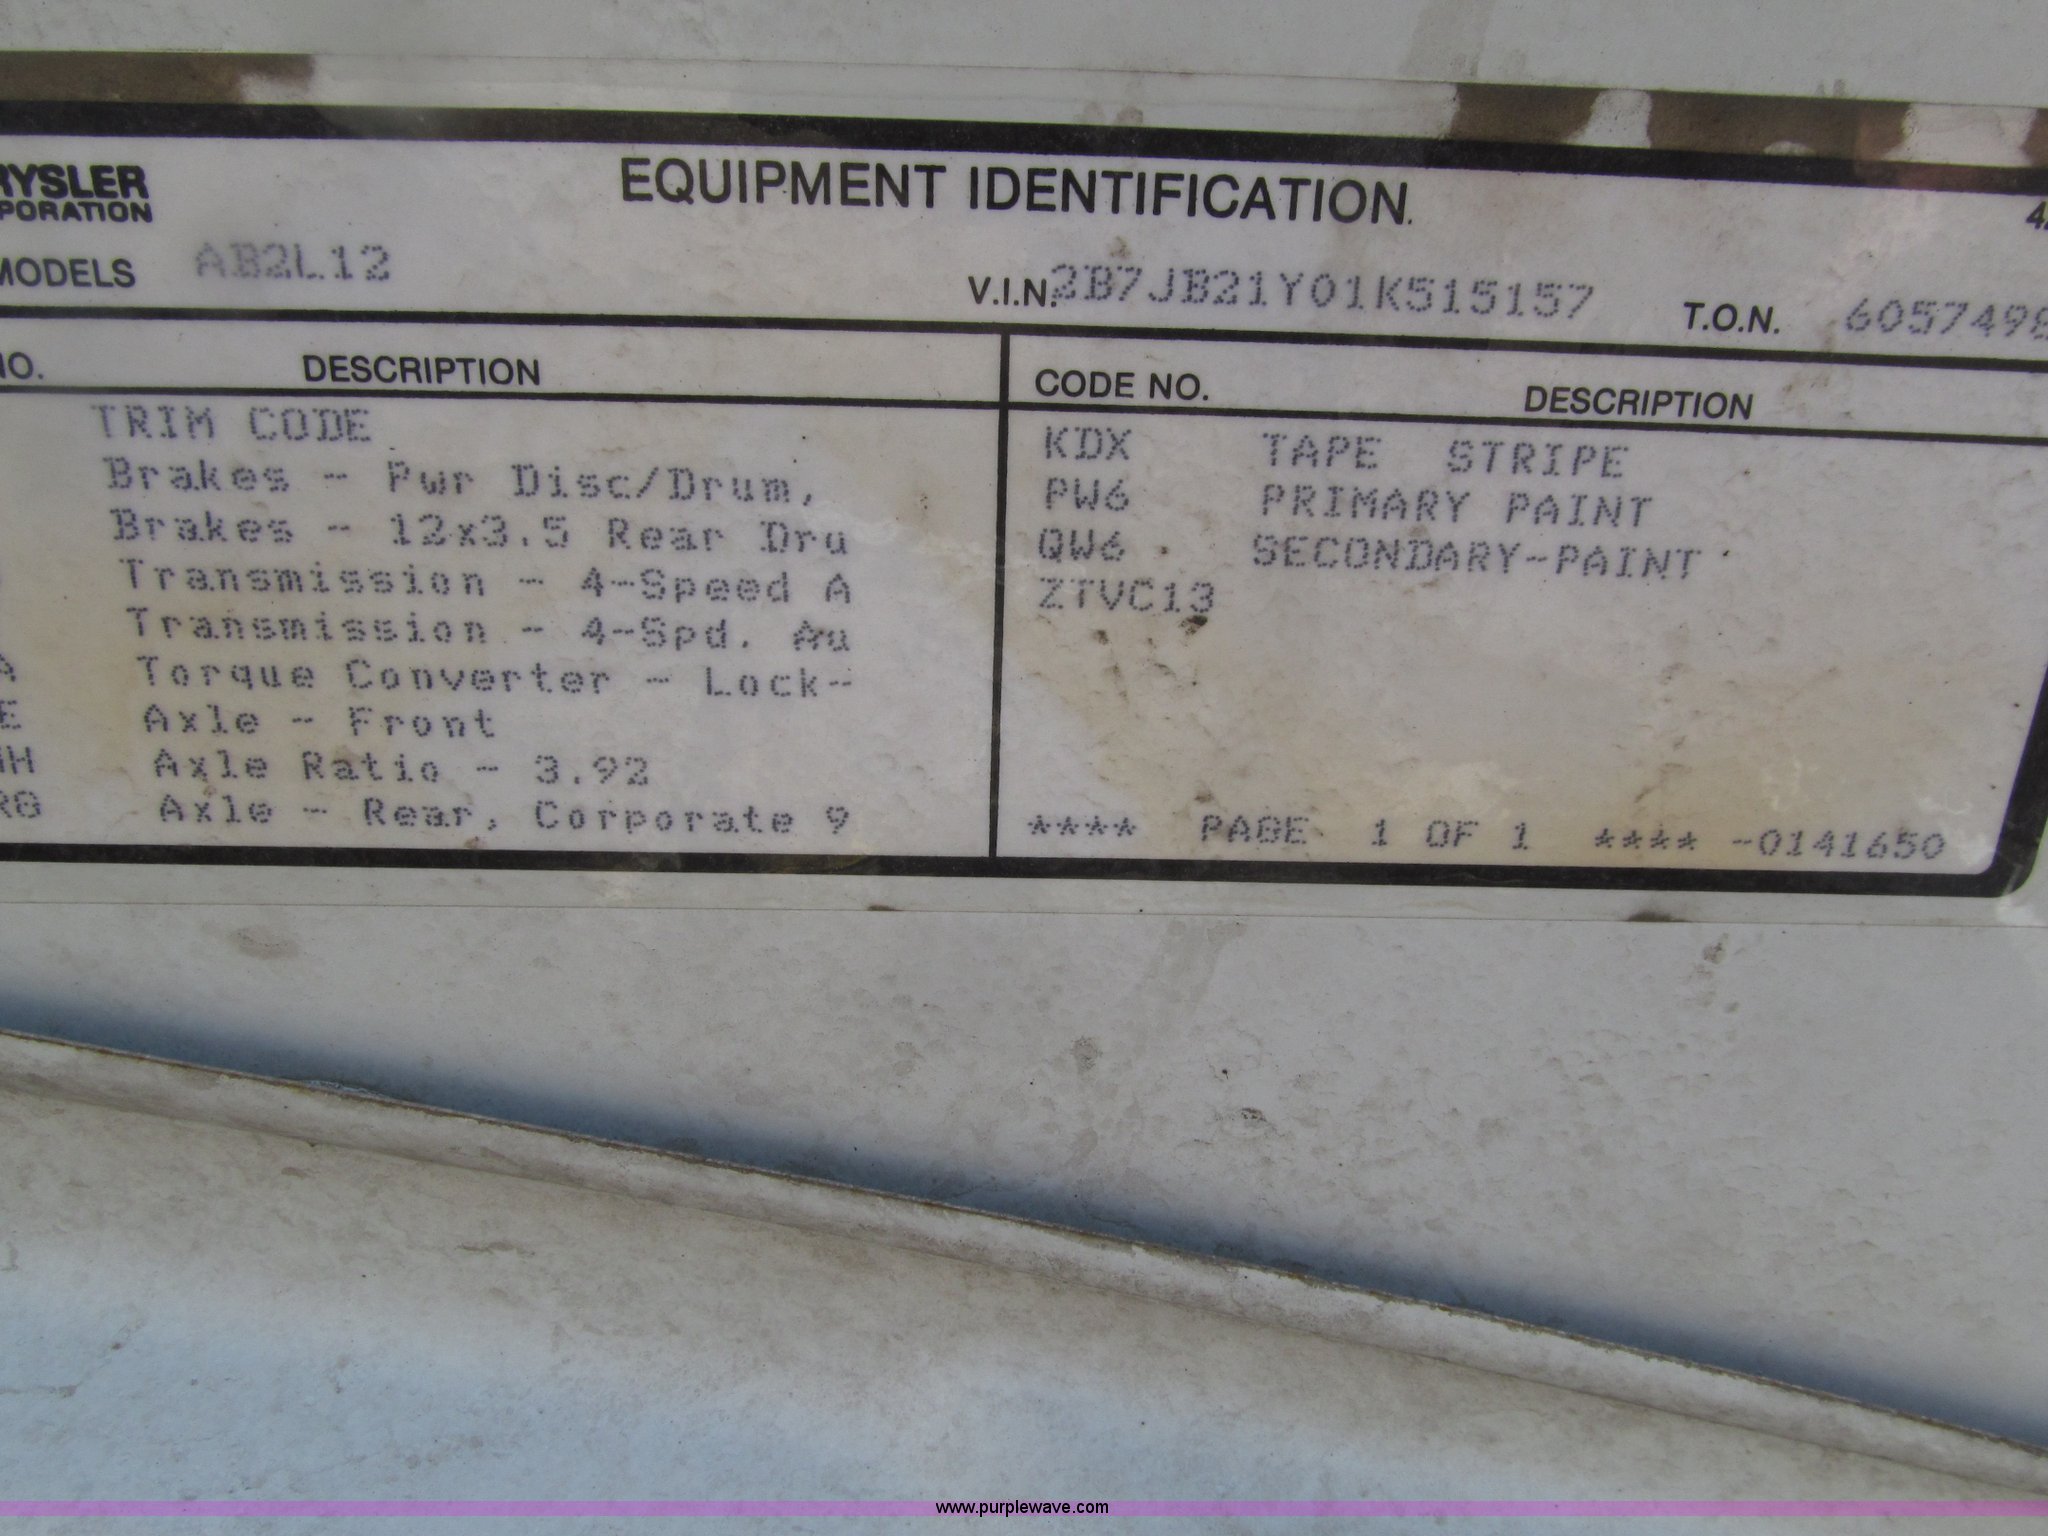 RYSLER
PORATION
EQUIPMENT IDENTIFICATION.
MODELS AB2L12 V.I.N. 2B7JB21Y01K515157 T.O.N. 6057498
NO. DESCRIPTION CODE NO. DESCRIPTION
TRIM CODE
Brakes - Pwr Disc/Drum,
Brakes - 12x3.5 Rear Dru
Transmission - 4-Speed A
Transmission - 4-Spd. Au
A Torque Converter - Lock-
E Axle - Front
H Axle Ratio - 3.92
RG Axle - Rear, Corporate 9
KDX TAPE STRIPE
PW6 PRIMARY PAINT
QW6 SECONDARY-PAINT
ZTVC13
**** PAGE 1 OF 1 **** -0141650
www.purplewave.com